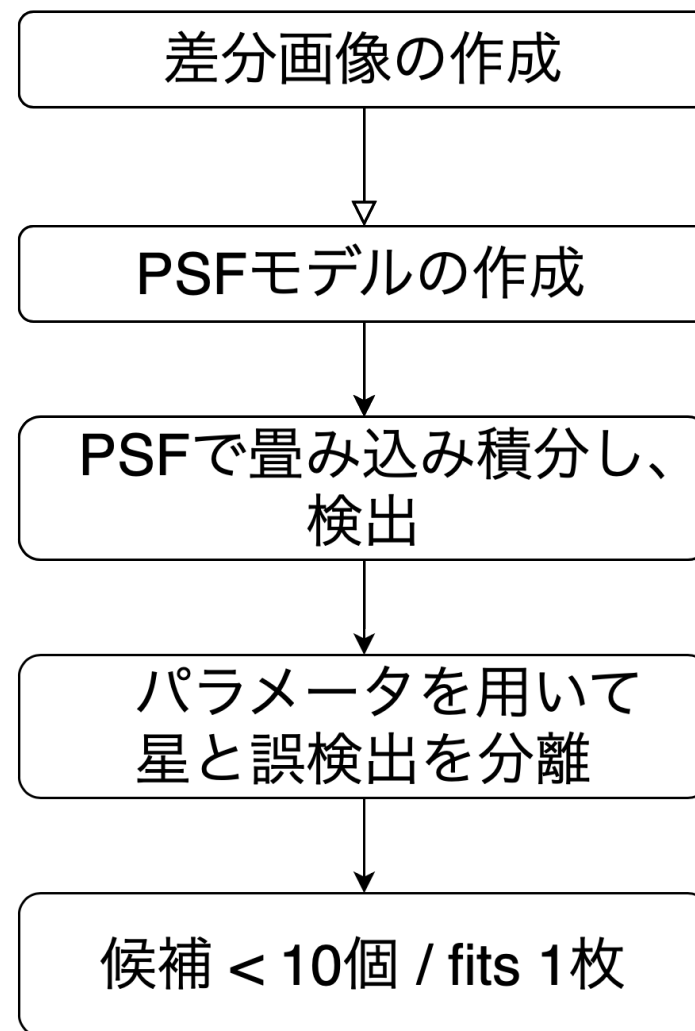 差分画像の作成
PSFモデルの作成
PSFで畳み込み積分し、
検出
パラメータを用いて
星と誤検出を分離
候補 < 10個 / fits 1枚